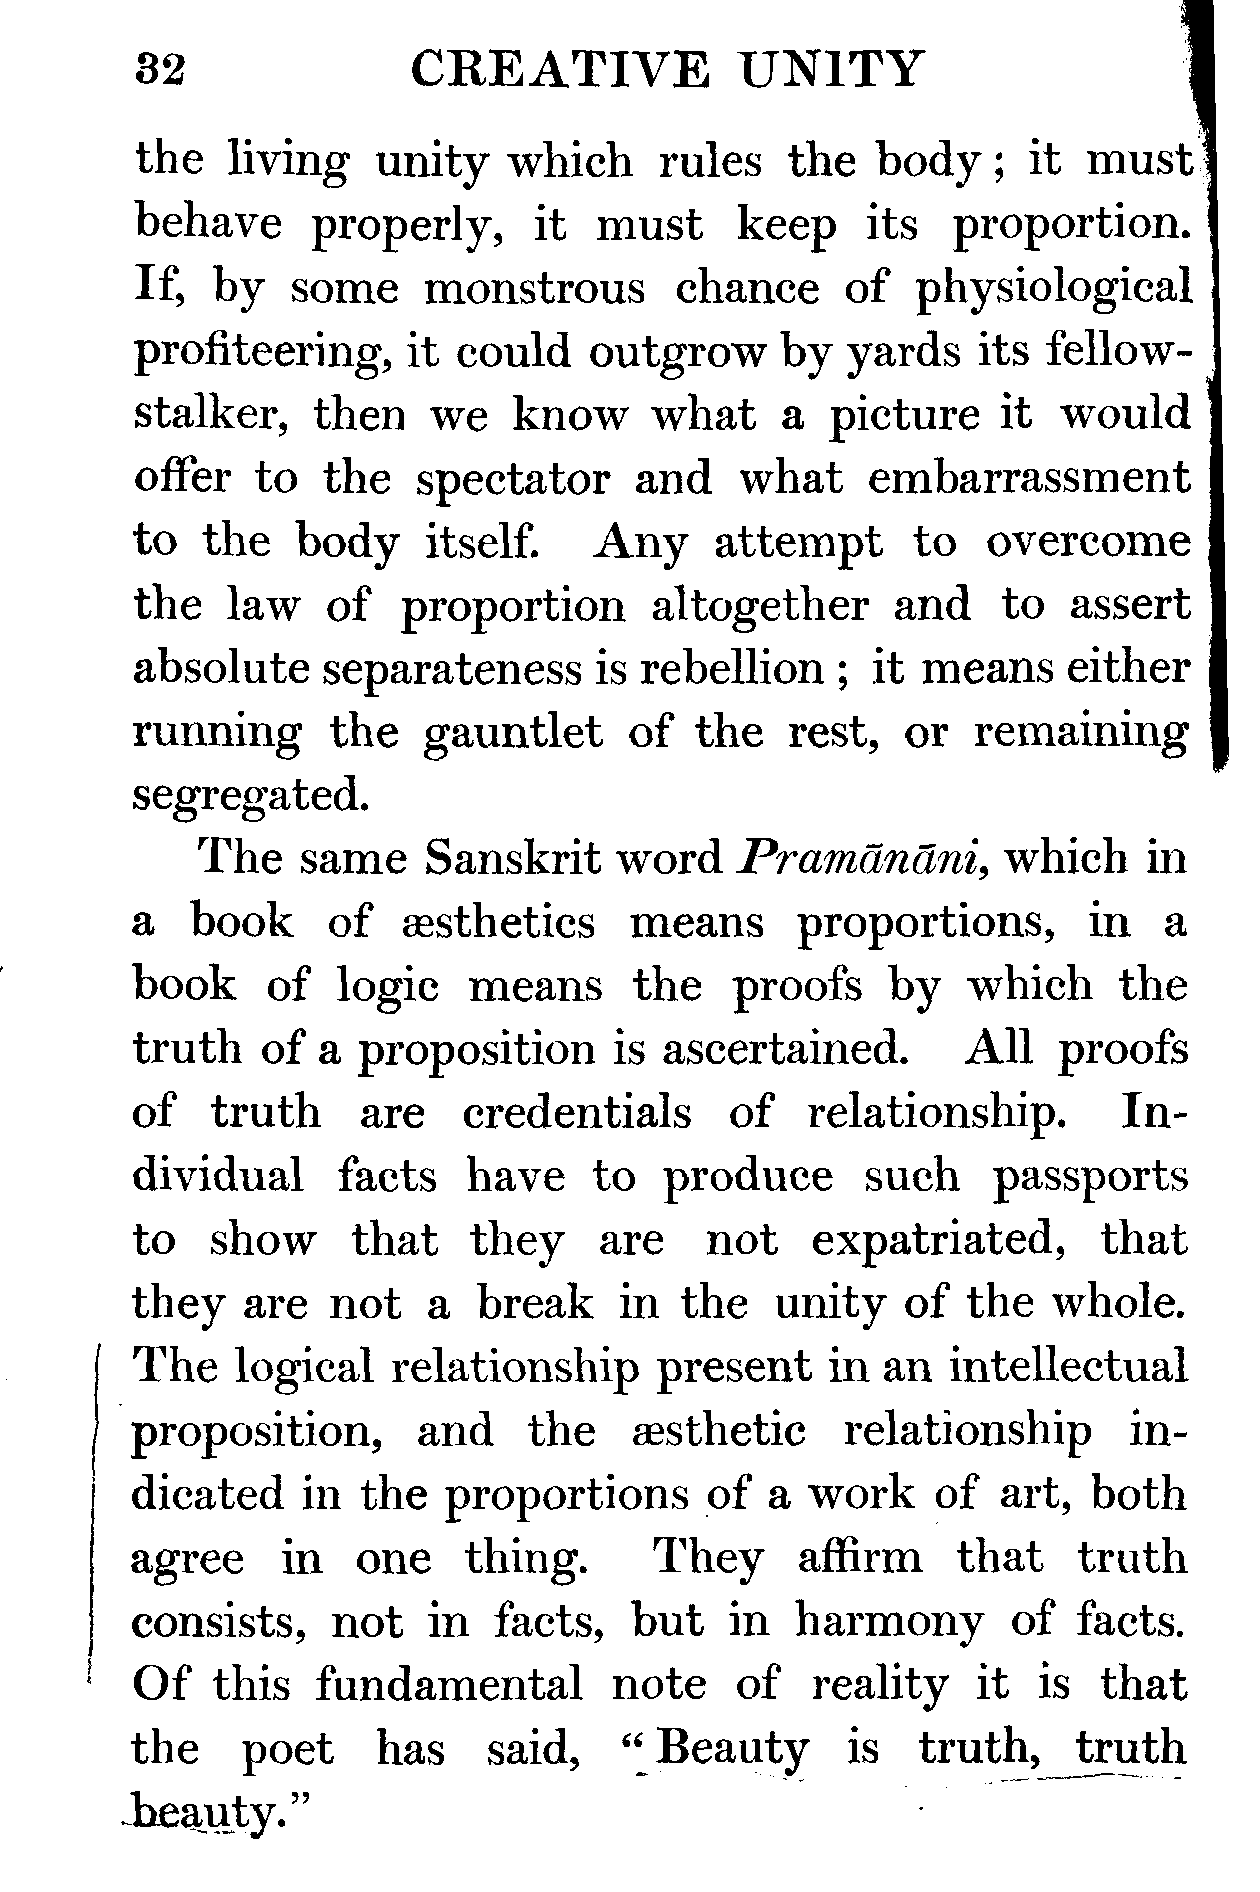 32 CREATIVE UNITY
the living unity which rules the body ; it must
behave properly, it must keep its proportion.
If, by some monstrous chance of physiological
profiteering, it could outgrow by yards its fellow-
stalker, then we know what a picture it would
offer to the spectator and what embarrassment
to the body itself. Any attempt to overcome
the law of proportion altogether and to assert
absolute separateness is rebellion ; it means either
running the gauntlet of the rest, or remaining
segregated.
The same Sanskrit word Pramānāni, which in
a book of æsthetics means proportions, in a
book of logic means the proofs by which the
truth of a proposition is ascertained. All proofs
of truth are credentials of relationship. In-
dividual facts have to produce such passports
to show that they are not expatriated, that
they are not a break in the unity of the whole.
The logical relationship present in an intellectual
proposition, and the æsthetic relationship in-
dicated in the proportions of a work of art, both
agree in one thing. They affirm that truth
consists, not in facts, but in harmony of facts.
Of this fundamental note of reality it is that
the poet has said, “ Beauty is truth, truth
beauty.”